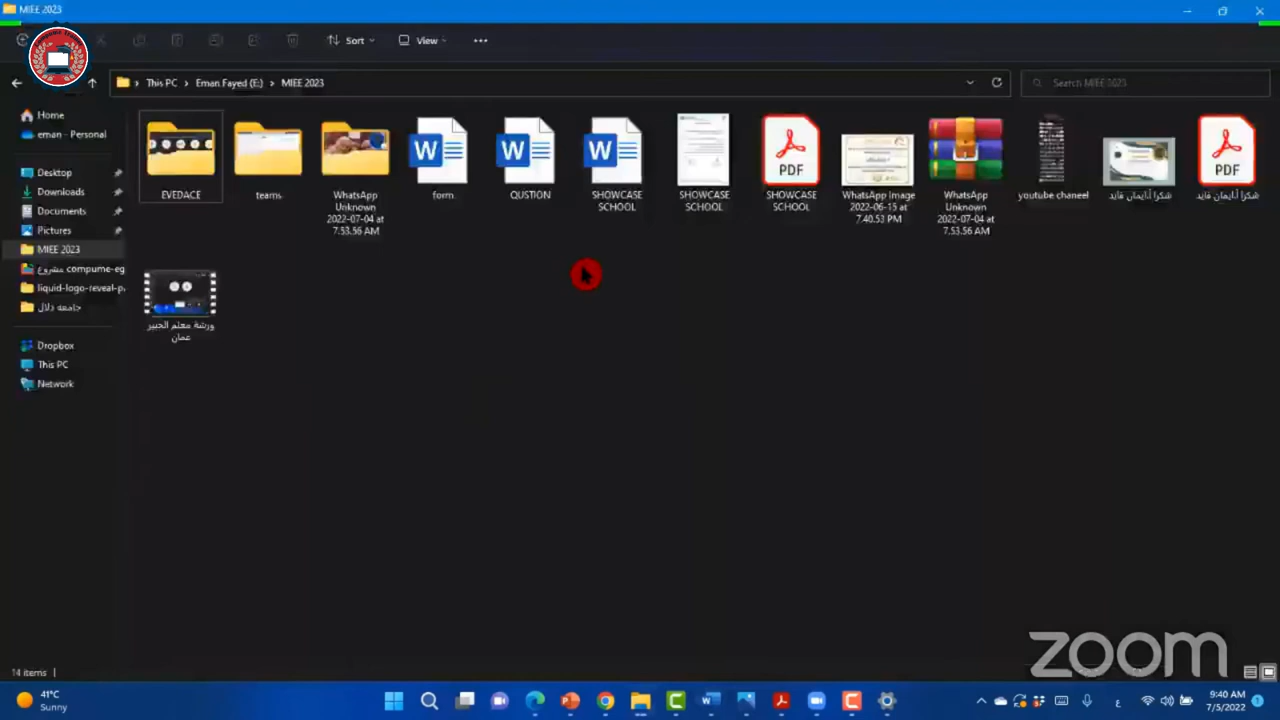 MIEE 2023
Sort
View
This PC
Eman.Fayed (E:)
MIEE 2023
Search MIEE 2023
Home
eman - Personal
Desktop
Downloads
Documents
Pictures
MIEE 2023
مشروع compume-eg
liquid-logo-reveal-p
جامعه دلال
Dropbox
This PC
Network
EVEDACE
teams
WhatsApp
Unknown
2022-07-04 at
7.53.56 AM
form
QUSTION
SHOWCASE
SCHOOL
SHOWCASE
SCHOOL
PDF
SHOWCASE
SCHOOL
WhatsApp Image
2022-06-15 at
7.40.53 PM
WhatsApp
Unknown
2022-07-04 at
7.53.56 AM
youtube chaneel
شكرا أ.إيمان فايد
PDF
شكرا أ.إيمان فايد
ورشة معلم الخبير
عمان
14 items
zoom
41°C
Sunny
ع
9:40 AM
7/5/2022